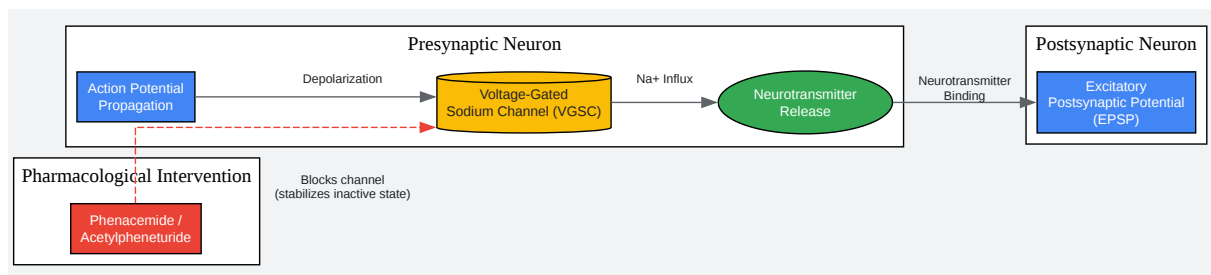 Presynaptic Neuron
Action Potential
Propagation
Depolarization
Voltage-Gated
Sodium Channel (VGSC)
Na+ Influx
Neurotransmitter
Release
Neurotransmitter
Binding
Postsynaptic Neuron
Excitatory
Postsynaptic Potential
(EPSP)
Pharmacological Intervention
Phenacemide /
Acetylpheneturide
Blocks channel
(stabilizes inactive state)